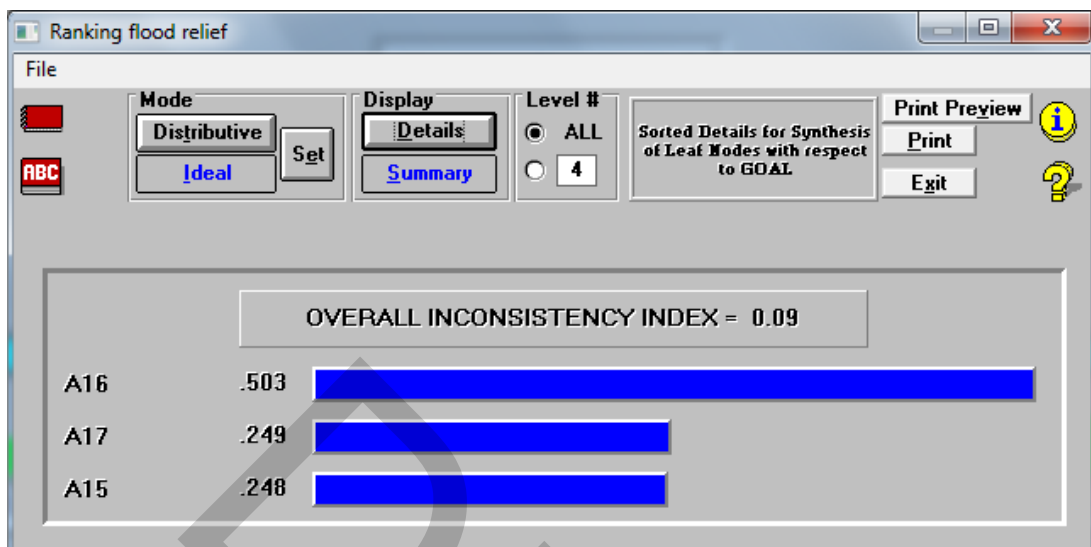 Ranking flood relief
File
Mode
Distributive
Ideal
Set
Display
Details
Summary
Level #
ALL
4
Sorted Details for Synthesis
of Leaf Nodes with respect
to GOAL
Print Preview
Print
Exit
ABC
OVERALL INCONSISTENCY INDEX = 0.09
A16 .503
A17 .249
A15 .248